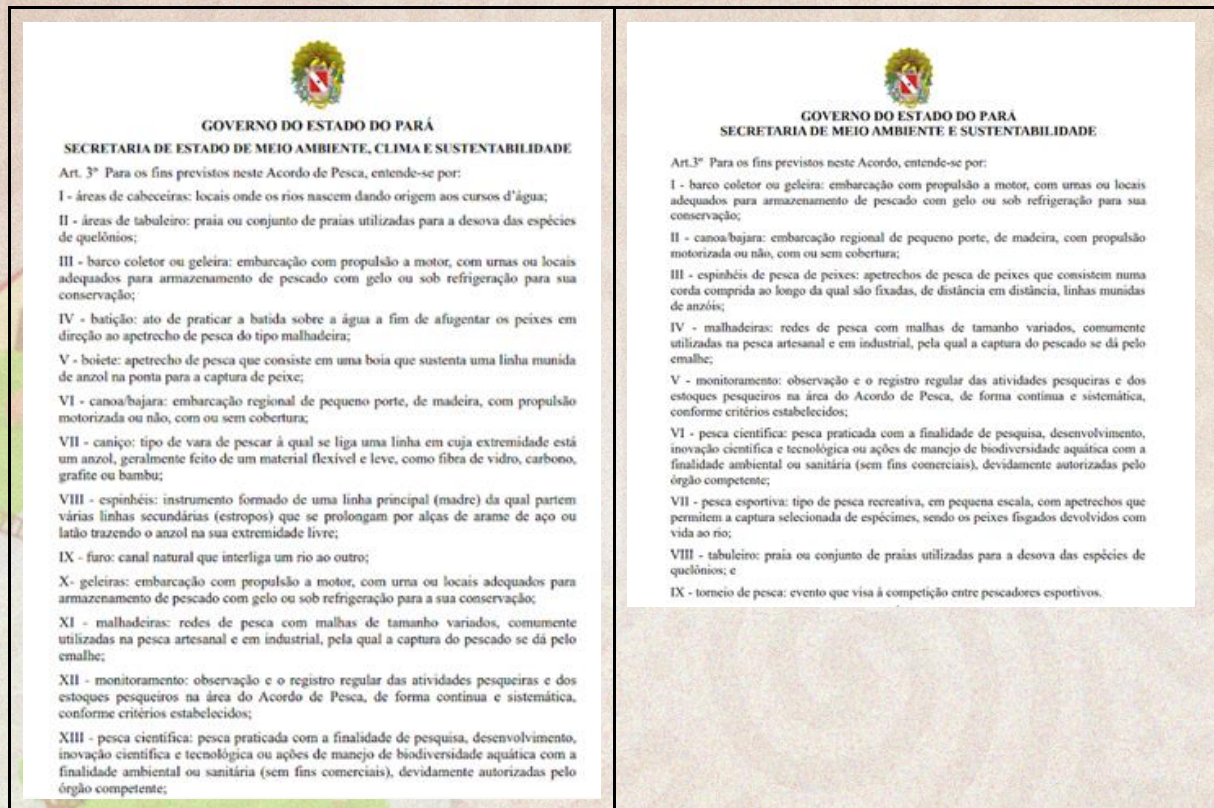 GOVERNO DO ESTADO DO PARÁ
SECRETARIA DE ESTADO DE MEIO AMBIENTE, CLIMA E SUSTENTABILIDADE
Art. 3º Para os fins previstos neste Acordo de Pesca, entende-se por:
I - áreas de cabeceiras: locais onde os rios nascem dando origem aos cursos d'água;
II - áreas de tabuleiro: praia ou conjunto de praias utilizadas para a desova das espécies
de quelônios;
III - barco coletor ou geleira: embarcação com propulsão a motor, com urnas ou locais
adequados para armazenamento de pescado com gelo ou sob refrigeração para sua
conservação;
IV - batição: ato de praticar a batida sobre a água a fim de afugentar os peixes em
direção ao apetrecho de pesca do tipo malhadeira;
V - boiete: apetrecho de pesca que consiste em uma boia que sustenta uma linha munida
de anzol na ponta para a captura de peixe;
VI - canoa/bajara: embarcação regional de pequeno porte, de madeira, com propulsão
motorizada ou não, com ou sem cobertura;
VII - caniço: tipo de vara de pescar à qual se liga uma linha em cuja extremidade está
um anzol, geralmente feito de um material flexível e leve, como fibra de vidro, carbono,
grafite ou bambu;
VIII - espinhéis: instrumento formado de uma linha principal (madre) da qual partem
várias linhas secundárias (estropos) que se prolongam por alças de arame de aço ou
latão trazendo o anzol na sua extremidade livre;
IX - furo: canal natural que interliga um rio ao outro;
X- geleiras: embarcação com propulsão a motor, com urna ou locais adequados para
armazenamento de pescado com gelo ou sob refrigeração para a sua conservação;
XI - malhadeiras: redes de pesca com malhas de tamanho variados, comumente
utilizadas na pesca artesanal e em industrial, pela qual a captura do pescado se dá pelo
emalhe;
XII - monitoramento: observação e o registro regular das atividades pesqueiras e dos
estoques pesqueiros na área do Acordo de Pesca, de forma contínua e sistemática,
conforme critérios estabelecidos;
XIII - pesca científica: pesca praticada com a finalidade de pesquisa, desenvolvimento,
inovação científica e tecnológica ou ações de manejo de biodiversidade aquática com a
finalidade ambiental ou sanitária (sem fins comerciais), devidamente autorizadas pelo
órgão competente;
GOVERNO DO ESTADO DO PARÁ
SECRETARIA DE MEIO AMBIENTE E SUSTENTABILIDADE
Art.3º Para os fins previstos neste Acordo, entende-se por:
I - barco coletor ou geleira: embarcação com propulsão a motor, com urnas ou locais
adequados para armazenamento de pescado com gelo ou sob refrigeração para sua
conservação;
II - canoa/bajara: embarcação regional de pequeno porte, de madeira, com propulsão
motorizada ou não, com ou sem cobertura;
III - espinhéis de pesca de peixes: apetrechos de pesca de peixes que consistem numa
corda comprida ao longo da qual são fixadas, de distância em distância, linhas munidas
de anzóis;
IV - malhadeiras: redes de pesca com malhas de tamanho variados, comumente
utilizadas na pesca artesanal e em industrial, pela qual a captura do pescado se dá pelo
emalhe;
V - monitoramento: observação e o registro regular das atividades pesqueiras e dos
estoques pesqueiros na área do Acordo de Pesca, de forma contínua e sistemática,
conforme critérios estabelecidos;
VI - pesca científica: pesca praticada com a finalidade de pesquisa, desenvolvimento,
inovação científica e tecnológica ou ações de manejo de biodiversidade aquática com a
finalidade ambiental ou sanitária (sem fins comerciais), devidamente autorizadas pelo
órgão competente;
VII - pesca esportiva: tipo de pesca recreativa, em pequena escala, com apetrechos que
permitem a captura selecionada de espécimes, sendo os peixes fisgados devolvidos com
vida ao rio;
VIII - tabuleiro: praia ou conjunto de praias utilizadas para a desova das espécies de
quelônios; e
IX - torneio de pesca: evento que visa à competição entre pescadores esportivos.